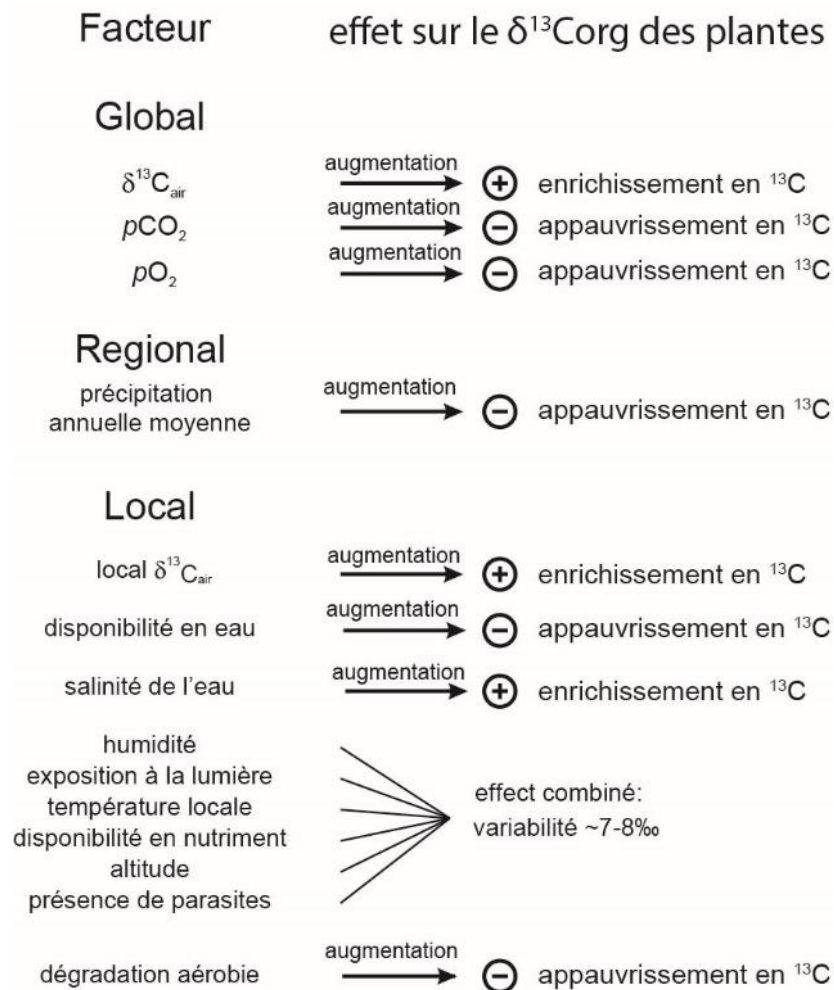 Facteur effet sur le δ¹³Corg des plantes
Global
δ¹³Cair augmentation + enrichissement en ¹³C
pCO₂ augmentation − appauvrissement en ¹³C
pO₂ augmentation − appauvrissement en ¹³C
Regional
précipitation
annuelle moyenne augmentation − appauvrissement en ¹³C
Local
local δ¹³Cair augmentation + enrichissement en ¹³C
disponibilité en eau augmentation − appauvrissement en ¹³C
salinité de l'eau augmentation + enrichissement en ¹³C
humidité
exposition à la lumière
température locale
disponibilité en nutriment
altitude
présence de parasites
effect combiné:
variabilité ~7-8‰
dégradation aérobie augmentation − appauvrissement en ¹³C